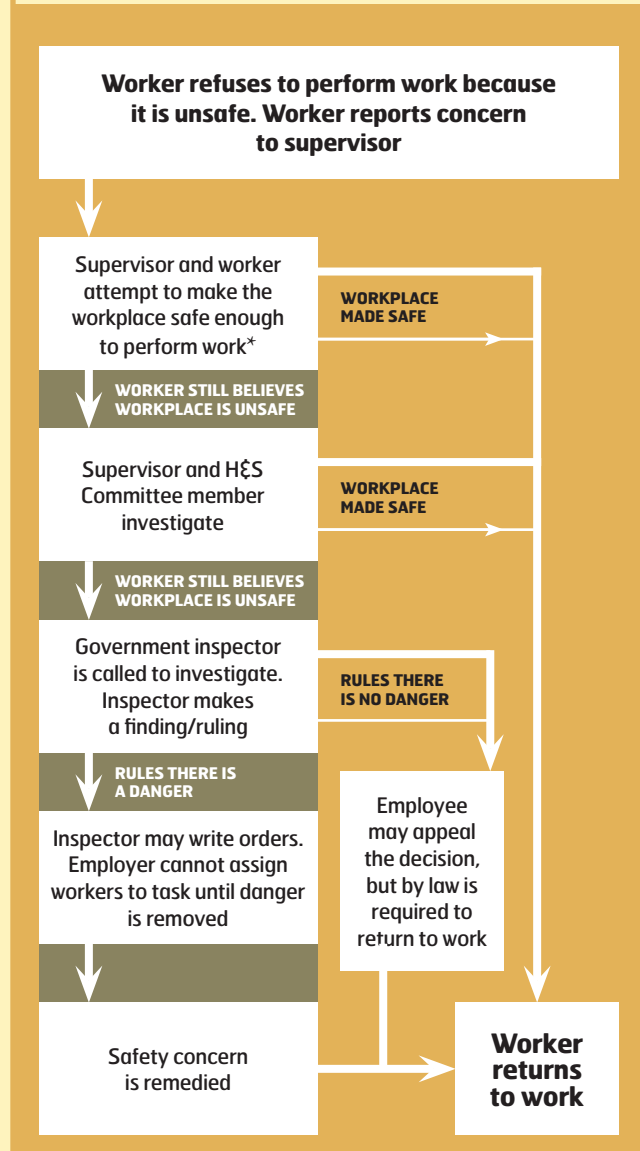 Worker refuses to perform work because
it is unsafe. Worker reports concern
to supervisor
Supervisor and worker
attempt to make the
workplace safe enough
to perform work*
WORKPLACE
MADE SAFE
WORKER STILL BELIEVES
WORKPLACE IS UNSAFE
Supervisor and H&S
Committee member
investigate
WORKPLACE
MADE SAFE
WORKER STILL BELIEVES
WORKPLACE IS UNSAFE
Government inspector
is called to investigate.
Inspector makes
a finding/ruling
RULES THERE
IS NO DANGER
RULES THERE IS
A DANGER
Employee
may appeal
the decision,
but by law is
required to
return to work
Inspector may write orders.
Employer cannot assign
workers to task until danger
is removed
Safety concern
is remedied
Worker
returns
to work